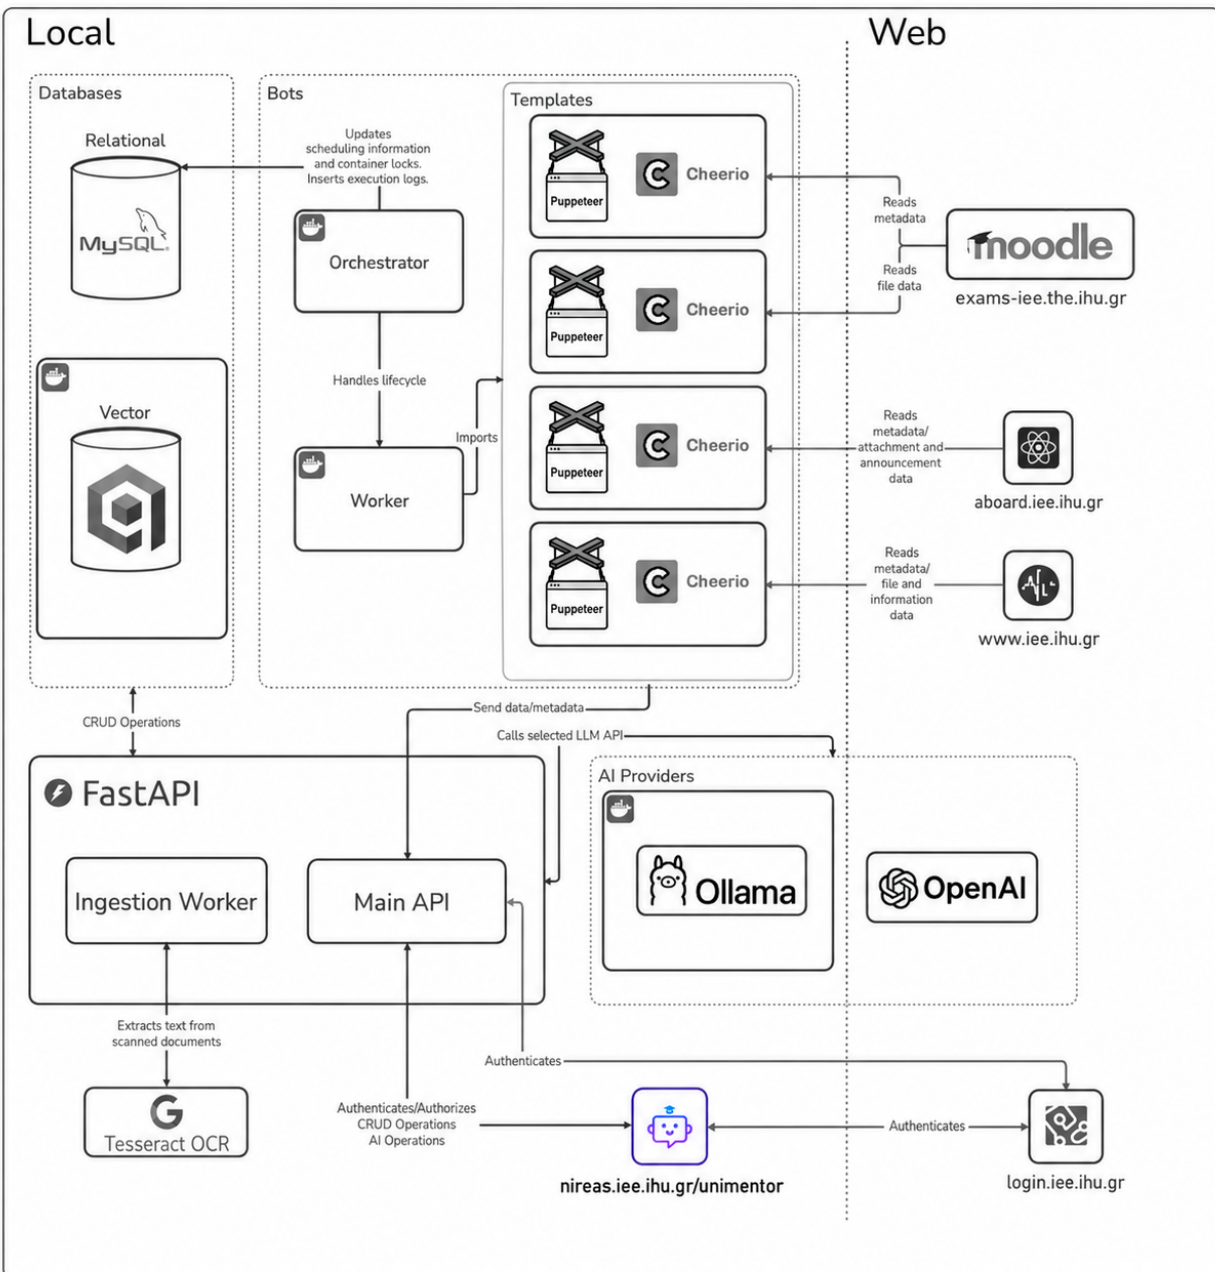 Local
Web
Databases
Relational
MySQL®
Vector
Bots
Updates
scheduling information
and container locks.
Inserts execution logs.
Orchestrator
Handles lifecycle
Worker
Imports
Templates
Puppeteer
C Cheerio
Puppeteer
C Cheerio
Puppeteer
C Cheerio
Puppeteer
C Cheerio
Reads
metadata
Reads
file data
moodle
exams-iee.the.ihu.gr
Reads
metadata/
attachment and
announcement
data
aboard.iee.ihu.gr
Reads
metadata/
file and
information
data
www.iee.ihu.gr
CRUD Operations
Send data/metadata
Calls selected LLM API
FastAPI
Ingestion Worker
Main API
AI Providers
Ollama
OpenAI
Extracts text from
scanned documents
G
Tesseract OCR
Authenticates
Authenticates/Authorizes
CRUD Operations
AI Operations
nireas.iee.ihu.gr/unimentor
Authenticates
login.iee.ihu.gr